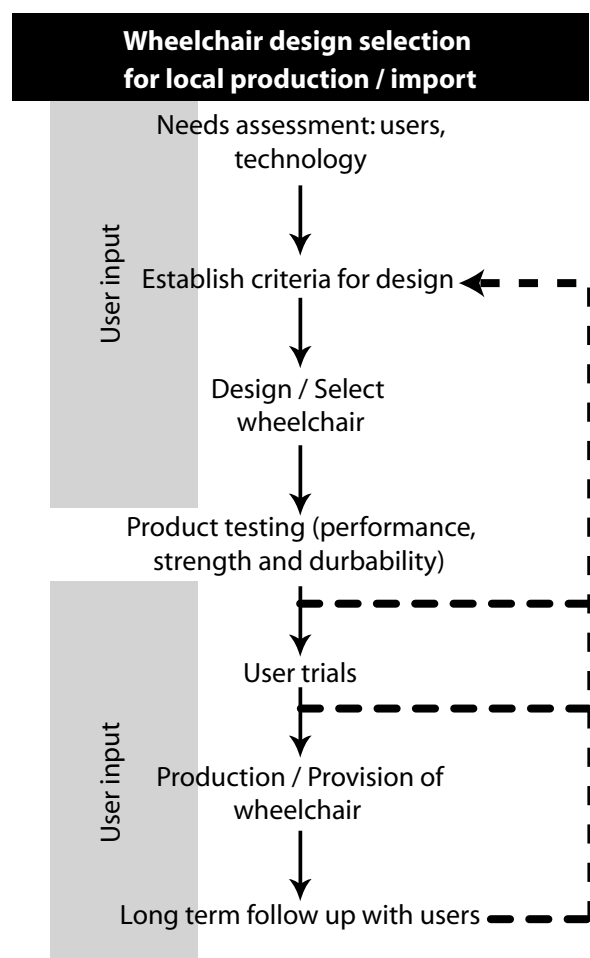 Wheelchair design selection
for local production / import
Needs assessment: users,
technology
User input
Establish criteria for design
Design / Select
wheelchair
Product testing (performance,
strength and durbability)
User trials
User input
Production / Provision of
wheelchair
Long term follow up with users